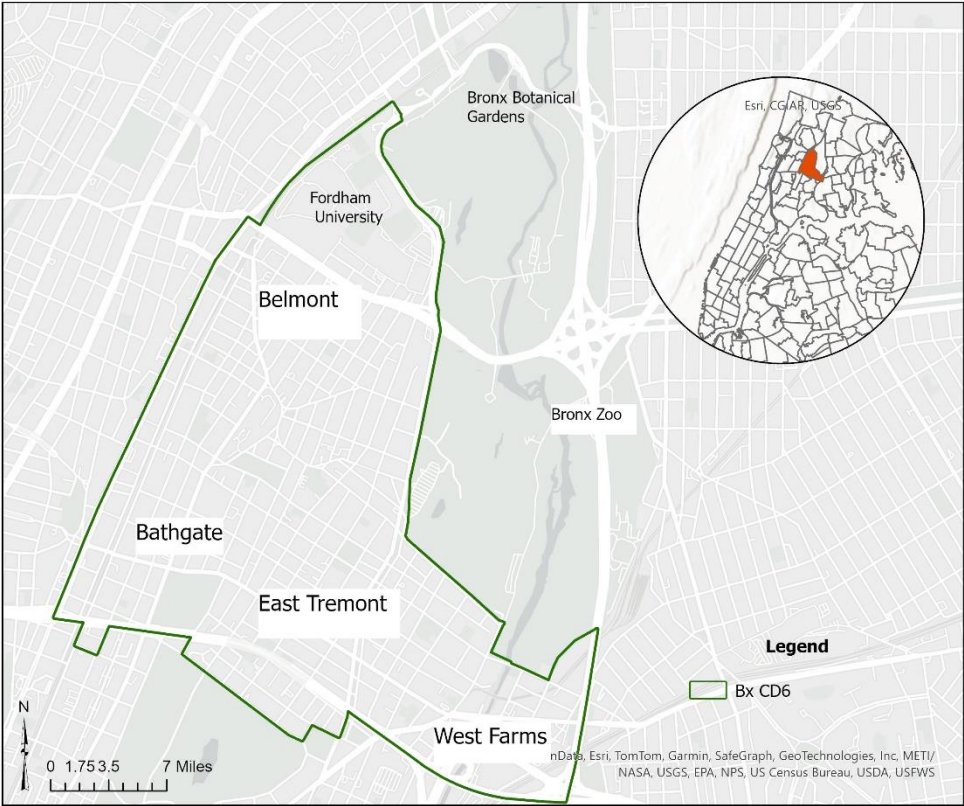 Bronx Botanical
Gardens
Esri, CGIAR, USGS
Fordham
University
Belmont
Bronx Zoo
Bathgate
East Tremont
Legend
Bx CD6
West Farms
N
0 1.75 3.5 7 Miles
nData, Esri, TomTom, Garmin, SafeGraph, GeoTechnologies, Inc, METI/
NASA, USGS, EPA, NPS, US Census Bureau, USDA, USFWS